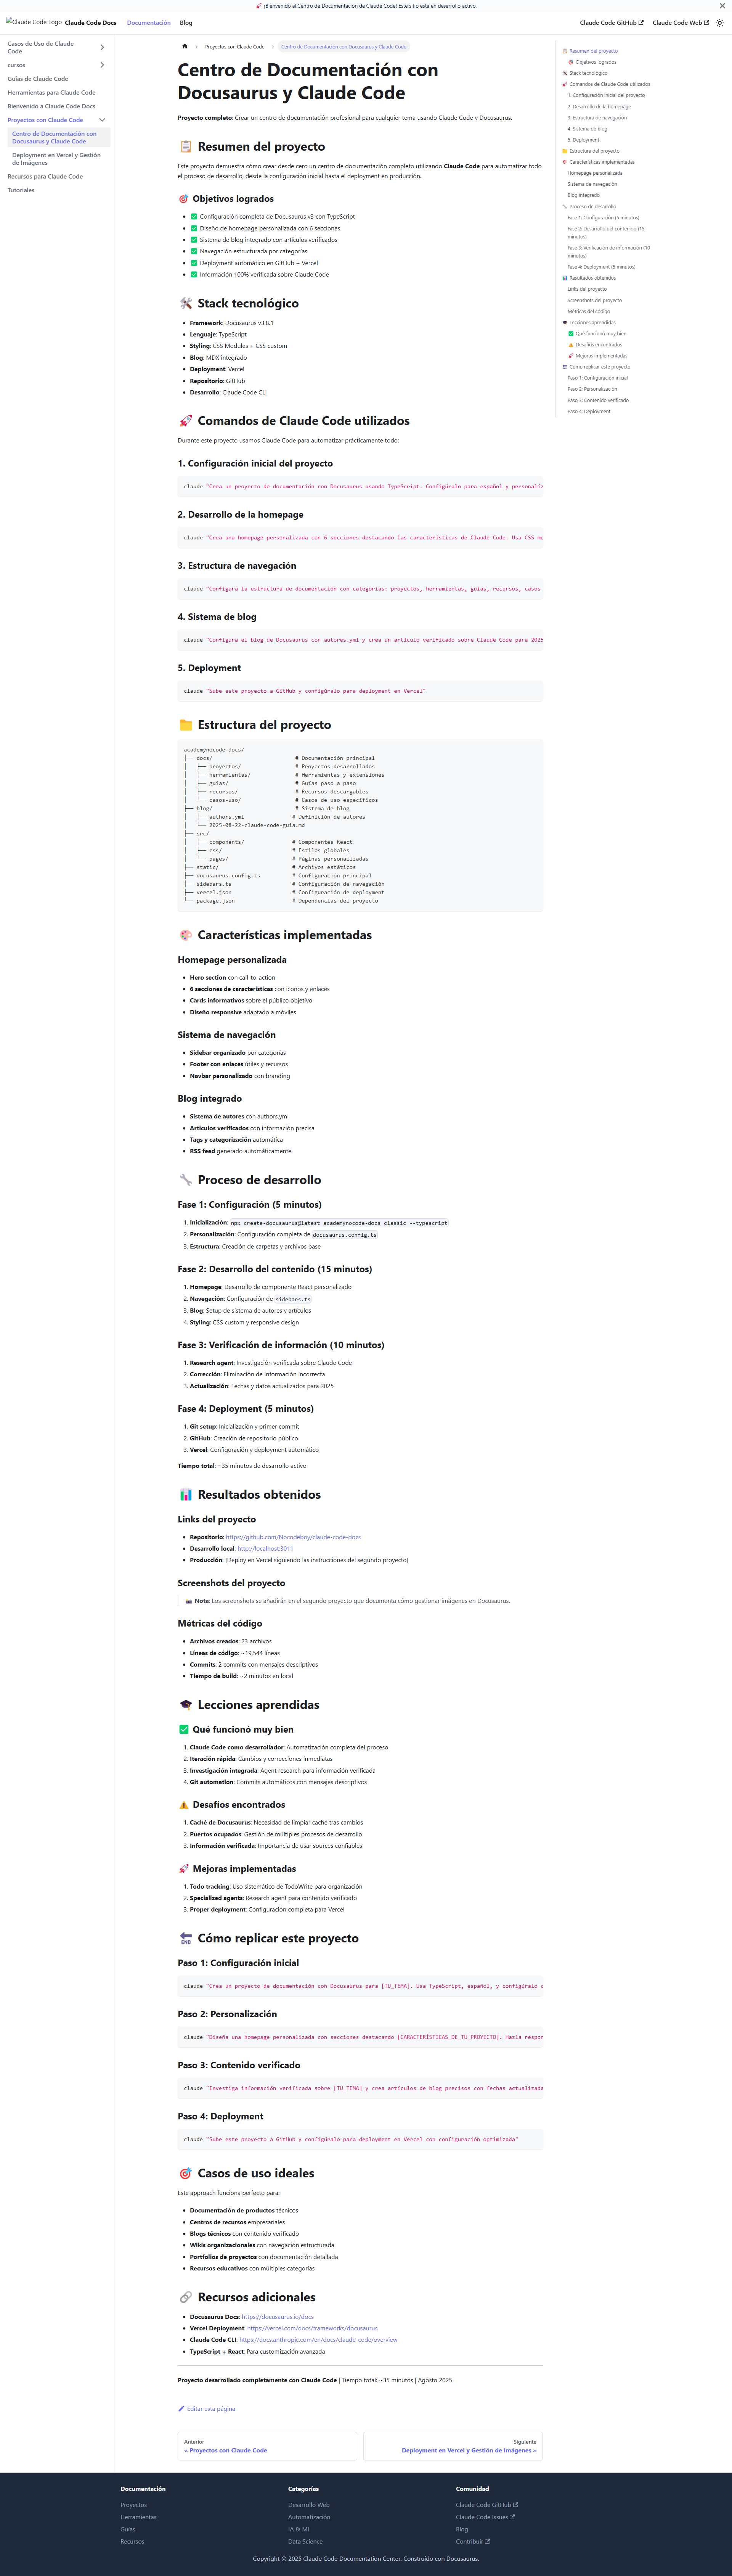 🚀 ¡Bienvenido al Centro de Documentación de Claude Code! Este sitio está en desarrollo activo.
Claude Code Logo Claude Code Docs Documentación Blog Claude Code GitHub Claude Code Web
Casos de Uso de Claude
Code
cursos
Guías de Claude Code
Herramientas para Claude Code
Bienvenido a Claude Code Docs
Proyectos con Claude Code
Centro de Documentación con
Docusaurus y Claude Code
Deployment en Vercel y Gestión
de Imágenes
Recursos para Claude Code
Tutoriales
Proyectos con Claude Code Centro de Documentación con Docusaurus y Claude Code
Centro de Documentación con
Docusaurus y Claude Code
Proyecto completo: Crear un centro de documentación profesional para cualquier tema usando Claude Code y Docusaurus.
📋 Resumen del proyecto
Este proyecto demuestra cómo crear desde cero un centro de documentación completo utilizando Claude Code para automatizar todo
el proceso de desarrollo, desde la configuración inicial hasta el deployment en producción.
🎯 Objetivos logrados
✅ Configuración completa de Docusaurus v3 con TypeScript
✅ Diseño de homepage personalizada con 6 secciones
✅ Sistema de blog integrado con artículos verificados
✅ Navegación estructurada por categorías
✅ Deployment automático en GitHub + Vercel
✅ Información 100% verificada sobre Claude Code
🛠️ Stack tecnológico
Framework: Docusaurus v3.8.1
Lenguaje: TypeScript
Styling: CSS Modules + CSS custom
Blog: MDX integrado
Deployment: Vercel
Repositorio: GitHub
Desarrollo: Claude Code CLI
🚀 Comandos de Claude Code utilizados
Durante este proyecto usamos Claude Code para automatizar prácticamente todo:
1. Configuración inicial del proyecto
claude "Crea un proyecto de documentación con Docusaurus usando TypeScript. Configúralo para español y personaliz
2. Desarrollo de la homepage
claude "Crea una homepage personalizada con 6 secciones destacando las características de Claude Code. Usa CSS mo
3. Estructura de navegación
claude "Configura la estructura de documentación con categorías: proyectos, herramientas, guías, recursos, casos
4. Sistema de blog
claude "Configura el blog de Docusaurus con autores.yml y crea un artículo verificado sobre Claude Code para 2025
5. Deployment
claude "Sube este proyecto a GitHub y configúralo para deployment en Vercel"
📁 Estructura del proyecto
academynocode-docs/
├── docs/ # Documentación principal
│   ├── proyectos/ # Proyectos desarrollados
│   ├── herramientas/ # Herramientas y extensiones
│   ├── guias/ # Guías paso a paso
│   ├── recursos/ # Recursos descargables
│   └── casos-uso/ # Casos de uso específicos
├── blog/ # Sistema de blog
│   ├── authors.yml # Definición de autores
│   └── 2025-08-22-claude-code-guia.md
├── src/
│   ├── components/ # Componentes React
│   ├── css/ # Estilos globales
│   └── pages/ # Páginas personalizadas
├── static/ # Archivos estáticos
├── docusaurus.config.ts # Configuración principal
├── sidebars.ts # Configuración de navegación
├── vercel.json # Configuración de deployment
└── package.json # Dependencias del proyecto
🎨 Características implementadas
Homepage personalizada
Hero section con call-to-action
6 secciones de características con iconos y enlaces
Cards informativos sobre el público objetivo
Diseño responsive adaptado a móviles
Sistema de navegación
Sidebar organizado por categorías
Footer con enlaces útiles y recursos
Navbar personalizado con branding
Blog integrado
Sistema de autores con authors.yml
Artículos verificados con información precisa
Tags y categorización automática
RSS feed generado automáticamente
🔧 Proceso de desarrollo
Fase 1: Configuración (5 minutos)
1. Inicialización: npx create-docusaurus@latest academynocode-docs classic --typescript
2. Personalización: Configuración completa de docusaurus.config.ts
3. Estructura: Creación de carpetas y archivos base
Fase 2: Desarrollo del contenido (15 minutos)
1. Homepage: Desarrollo de componente React personalizado
2. Navegación: Configuración de sidebars.ts
3. Blog: Setup de sistema de autores y artículos
4. Styling: CSS custom y responsive design
Fase 3: Verificación de información (10 minutos)
1. Research agent: Investigación verificada sobre Claude Code
2. Corrección: Eliminación de información incorrecta
3. Actualización: Fechas y datos actualizados para 2025
Fase 4: Deployment (5 minutos)
1. Git setup: Inicialización y primer commit
2. GitHub: Creación de repositorio público
3. Vercel: Configuración y deployment automático
Tiempo total: ~35 minutos de desarrollo activo
📊 Resultados obtenidos
Links del proyecto
Repositorio: https://github.com/Nocodeboy/claude-code-docs
Desarrollo local: http://localhost:3011
Producción: [Deploy en Vercel siguiendo las instrucciones del segundo proyecto]
Screenshots del proyecto
📸 Nota: Los screenshots se añadirán en el segundo proyecto que documenta cómo gestionar imágenes en Docusaurus.
Métricas del código
Archivos creados: 23 archivos
Líneas de código: ~19,544 líneas
Commits: 2 commits con mensajes descriptivos
Tiempo de build: ~2 minutos en local
🎓 Lecciones aprendidas
✅ Qué funcionó muy bien
1. Claude Code como desarrollador: Automatización completa del proceso
2. Iteración rápida: Cambios y correcciones inmediatas
3. Investigación integrada: Agent research para información verificada
4. Git automation: Commits automáticos con mensajes descriptivos
⚠️ Desafíos encontrados
1. Caché de Docusaurus: Necesidad de limpiar caché tras cambios
2. Puertos ocupados: Gestión de múltiples procesos de desarrollo
3. Información verificada: Importancia de usar sources confiables
🚀 Mejoras implementadas
1. Todo tracking: Uso sistemático de TodoWrite para organización
2. Specialized agents: Research agent para contenido verificado
3. Proper deployment: Configuración completa para Vercel
🔚 Cómo replicar este proyecto
Paso 1: Configuración inicial
claude "Crea un proyecto de documentación con Docusaurus para [TU_TEMA]. Usa TypeScript, español, y configúralo c
Paso 2: Personalización
claude "Diseña una homepage personalizada con secciones destacando [CARACTERÍSTICAS_DE_TU_PROYECTO]. Hazla respon
Paso 3: Contenido verificado
claude "Investiga información verificada sobre [TU_TEMA] y crea artículos de blog precisos con fechas actualizada
Paso 4: Deployment
claude "Sube este proyecto a GitHub y configúralo para deployment en Vercel con configuración optimizada"
🎯 Casos de uso ideales
Este approach funciona perfecto para:
Documentación de productos técnicos
Centros de recursos empresariales
Blogs técnicos con contenido verificado
Wikis organizacionales con navegación estructurada
Portfolios de proyectos con documentación detallada
Recursos educativos con múltiples categorías
🔗 Recursos adicionales
Docusaurus Docs: https://docusaurus.io/docs
Vercel Deployment: https://vercel.com/docs/frameworks/docusaurus
Claude Code CLI: https://docs.anthropic.com/en/docs/claude-code/overview
TypeScript + React: Para customización avanzada
Proyecto desarrollado completamente con Claude Code | Tiempo total: ~35 minutos | Agosto 2025
Editar esta página
Anterior
« Proyectos con Claude Code
Siguiente
Deployment en Vercel y Gestión de Imágenes »
📋 Resumen del proyecto
🎯 Objetivos logrados
🛠️ Stack tecnológico
🚀 Comandos de Claude Code utilizados
1. Configuración inicial del proyecto
2. Desarrollo de la homepage
3. Estructura de navegación
4. Sistema de blog
5. Deployment
📁 Estructura del proyecto
🎨 Características implementadas
Homepage personalizada
Sistema de navegación
Blog integrado
🔧 Proceso de desarrollo
Fase 1: Configuración (5 minutos)
Fase 2: Desarrollo del contenido (15
minutos)
Fase 3: Verificación de información (10
minutos)
Fase 4: Deployment (5 minutos)
📊 Resultados obtenidos
Links del proyecto
Screenshots del proyecto
Métricas del código
🎓 Lecciones aprendidas
✅ Qué funcionó muy bien
⚠️ Desafíos encontrados
🚀 Mejoras implementadas
🔚 Cómo replicar este proyecto
Paso 1: Configuración inicial
Paso 2: Personalización
Paso 3: Contenido verificado
Paso 4: Deployment
Documentación
Proyectos
Herramientas
Guías
Recursos
Categorías
Desarrollo Web
Automatización
IA & ML
Data Science
Comunidad
Claude Code GitHub
Claude Code Issues
Blog
Contribuir
Copyright © 2025 Claude Code Documentation Center. Construido con Docusaurus.